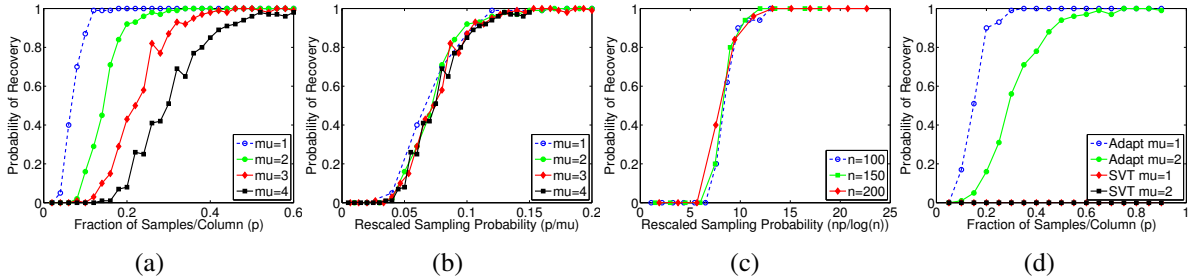 Probability of Recovery
1
0.8
0.6
0.4
0.2
0
0
0.2
0.4
0.6
Fraction of Samples/Column (p)
mu=1
mu=2
mu=3
mu=4
(a)
Probability of Recovery
1
0.8
0.6
0.4
0.2
0
0
0.05
0.1
0.15
0.2
Rescaled Sampling Probability (p/mu)
mu=1
mu=2
mu=3
mu=4
(b)
Probability of Recovery
1
0.8
0.6
0.4
0.2
0
0
5
10
15
20
25
Rescaled Sampling Probability (np/log(n))
n=100
n=150
n=200
(c)
Probability of Recovery
1
0.8
0.6
0.4
0.2
0
0
0.2
0.4
0.6
0.8
1
Fraction of Samples/Column (p)
Adapt mu=1
Adapt mu=2
SVT mu=1
SVT mu=2
(d)